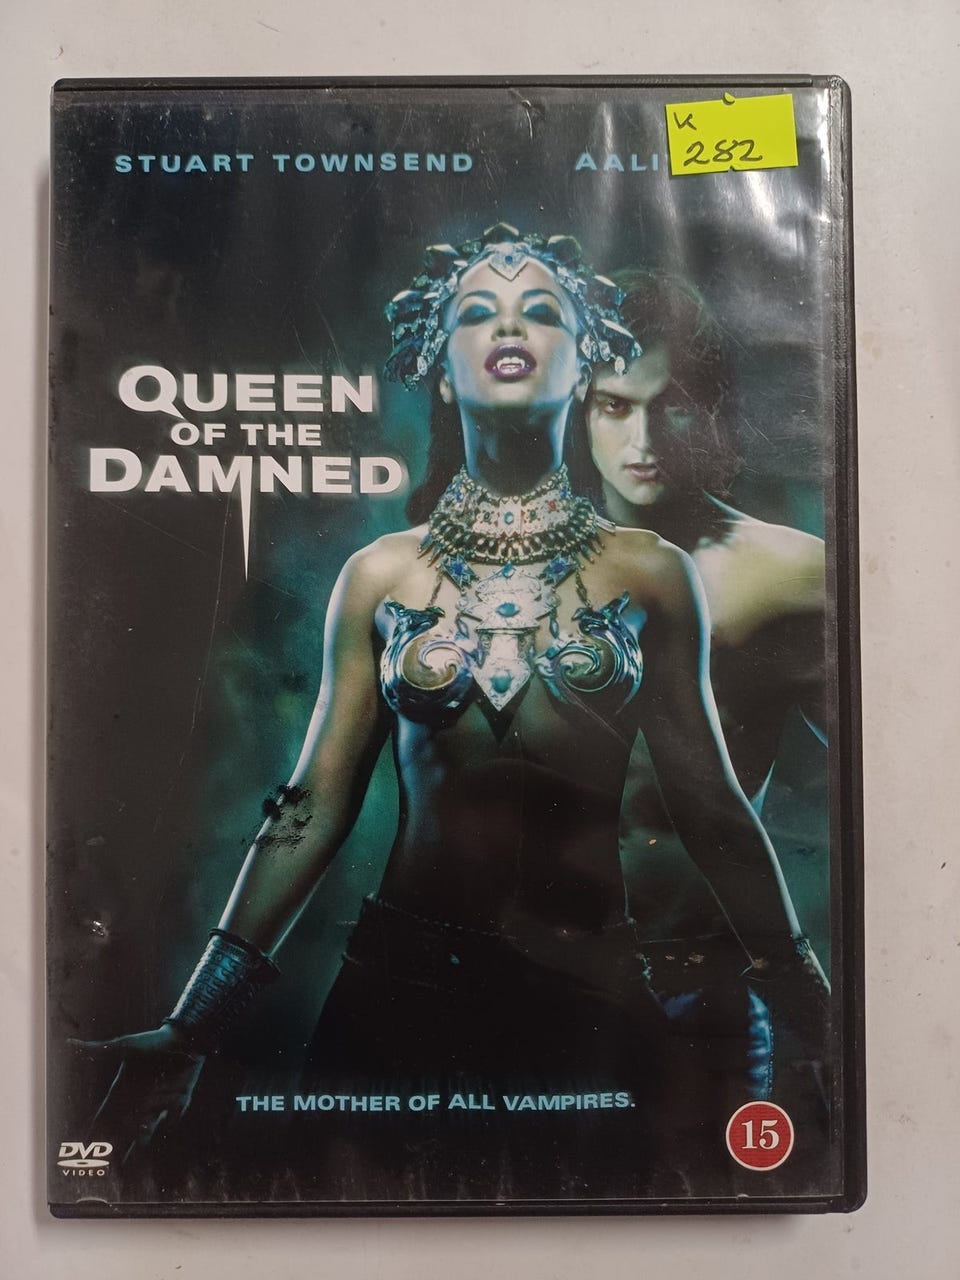 K
282
STUART TOWNSEND AALI
QUEEN
OF THE
DAMNED
THE MOTHER OF ALL VAMPIRES.
DVD
VIDEO
15